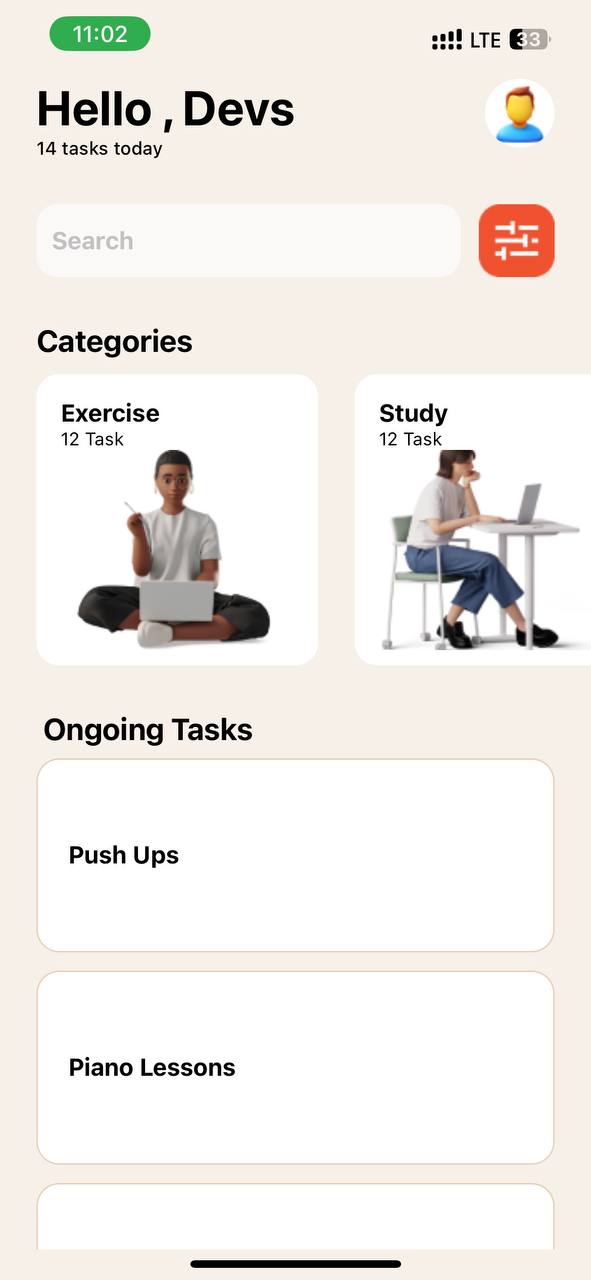 11:02
LTE 33
Hello , Devs
14 tasks today
Search
Categories
Exercise
12 Task
Study
12 Task
Ongoing Tasks
Push Ups
Piano Lessons